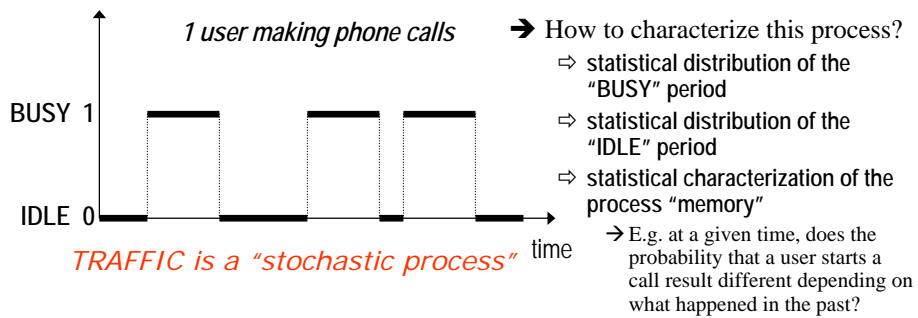 1 user making phone calls
BUSY 1
IDLE 0
time
TRAFFIC is a "stochastic process"
➔ How to characterize this process?
⇨ statistical distribution of the
"BUSY" period
⇨ statistical distribution of the
"IDLE" period
⇨ statistical characterization of the
process "memory"
→ E.g. at a given time, does the
probability that a user starts a
call result different depending on
what happened in the past?